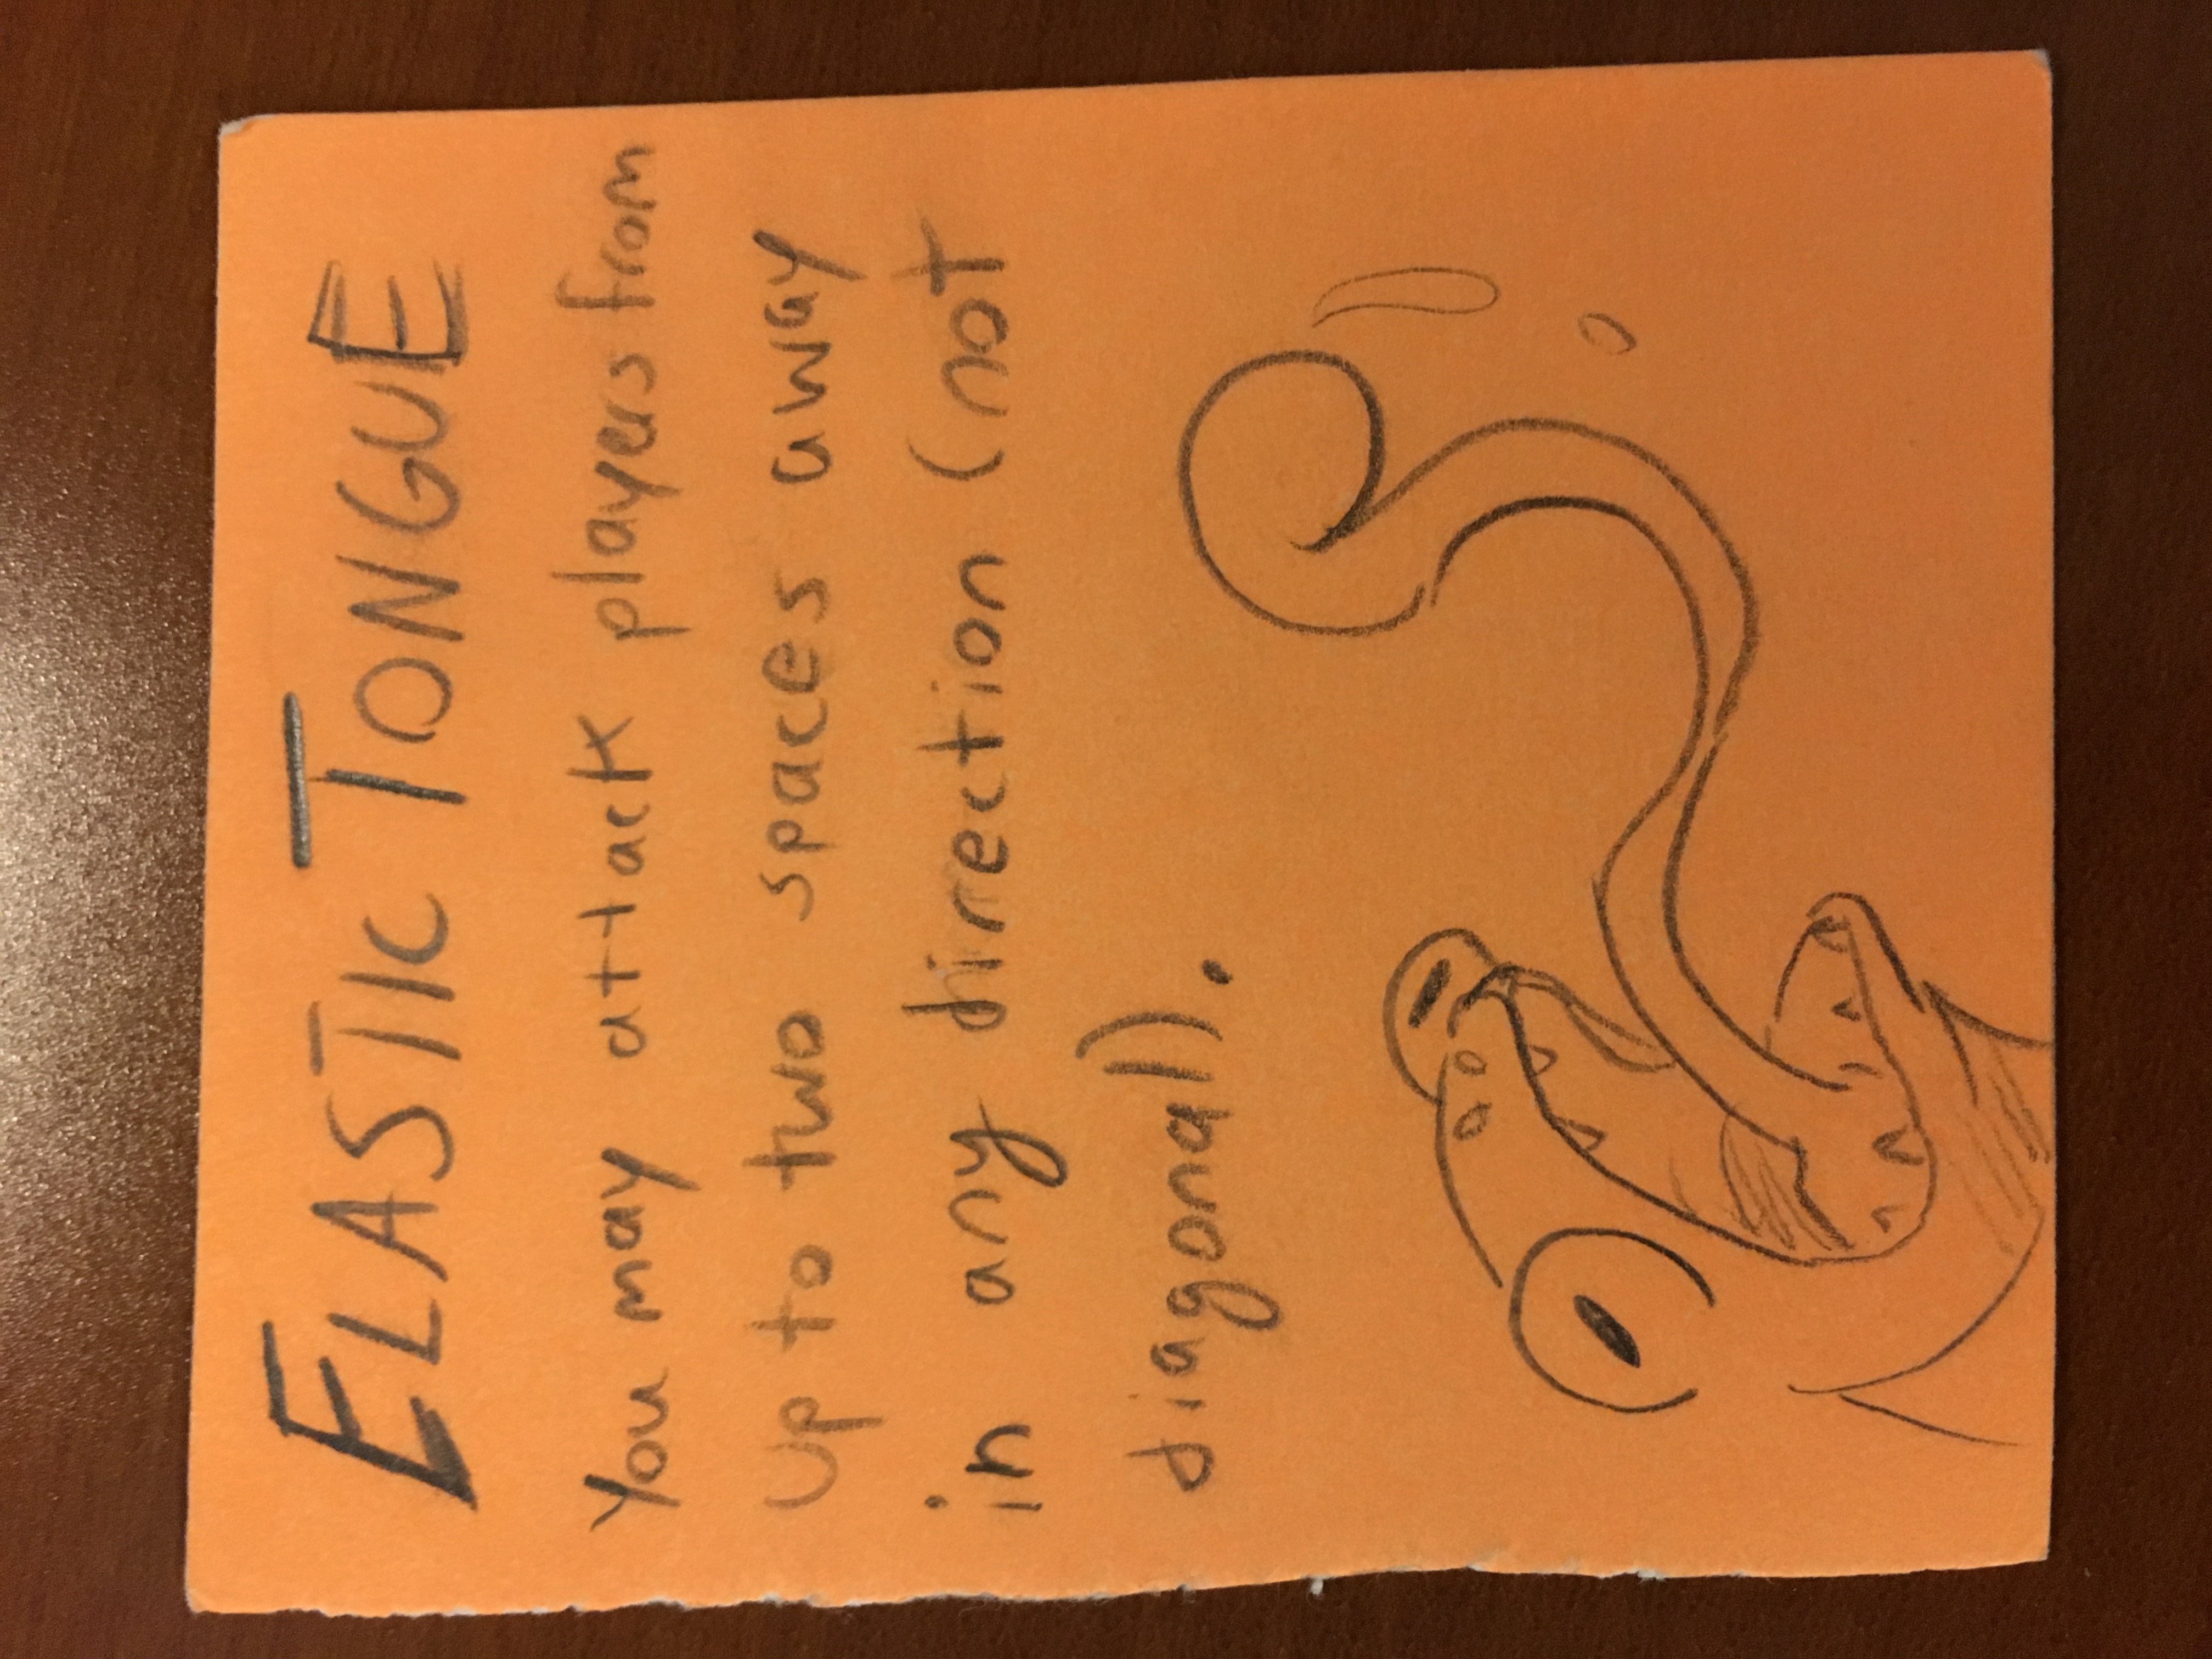 ELASTIC TONGUE
You may attack players from
up to two spaces away
in any direction (not
diagonal).